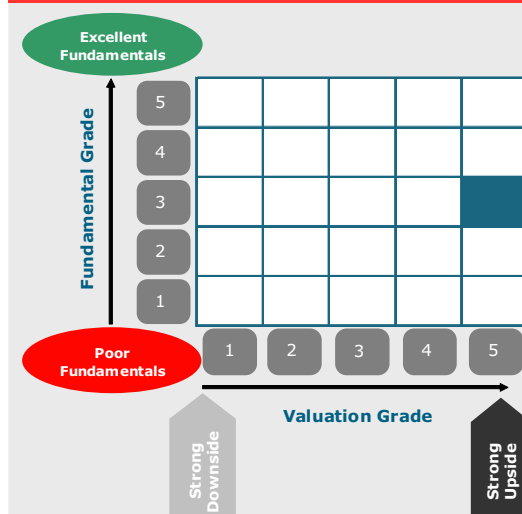 Excellent
Fundamentals
Fundamental Grade
5
4
3
2
1
Poor
Fundamentals
1
2
3
4
5
Valuation Grade
Strong
Downside
Strong
Upside